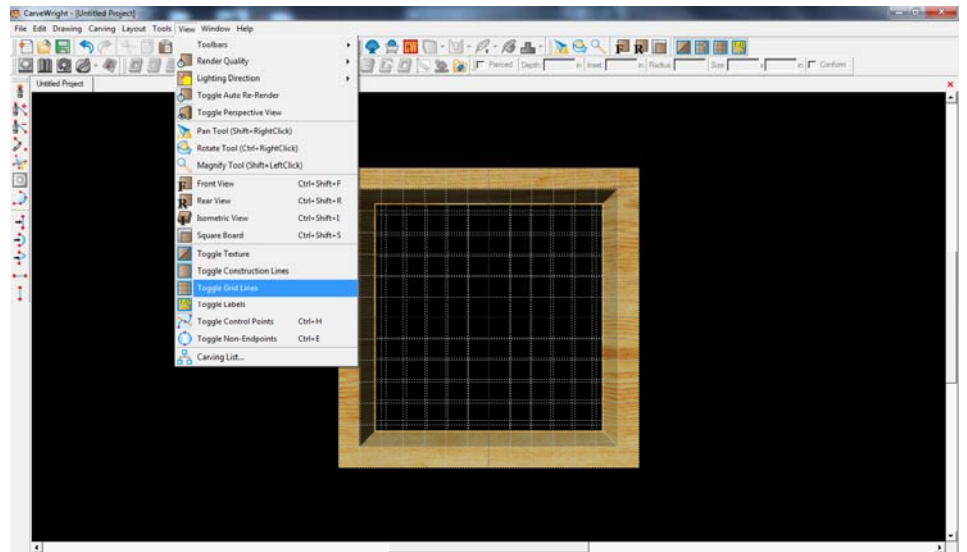 CarveWright - [Untitled Project]
File Edit Drawing Carving Layout Tools View Window Help
Pierced Depth in Inset in Radius Size x in Conform
Untitled Project
Toolbars
Render Quality
Lighting Direction
Toggle Auto Re-Render
Toggle Perspective View
Pan Tool (Shift+RightClick)
Rotate Tool (Ctrl+RightClick)
Magnify Tool (Shift+LeftClick)
Front View Ctrl+Shift+F
Rear View Ctrl+Shift+R
Isometric View Ctrl+Shift+I
Square Board Ctrl+Shift+S
Toggle Texture
Toggle Construction Lines
Toggle Grid Lines
Toggle Labels
Toggle Control Points Ctrl+H
Toggle Non-Endpoints Ctrl+E
Carving List...